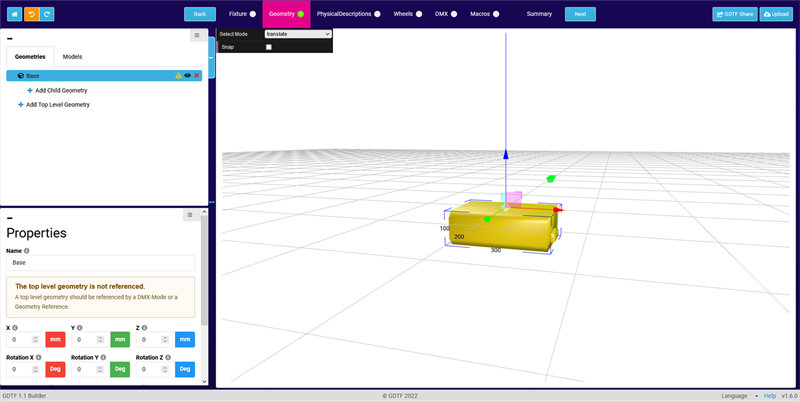 Back
Fixture
Geometry
PhysicalDescriptions
Wheels
DMX
Macros
Summary
Next
GDTF Share
Upload
Select Mode
translate
Snap
Geometries
Models
Base
Add Child Geometry
Add Top Level Geometry
Properties
Name
Base
The top level geometry is not referenced.
A top level geometry should be referenced by a DMX-Mode or a
Geometry Reference.
X
Y
Z
0 mm
0 mm
0 mm
Rotation X
Rotation Y
Rotation Z
0 Deg
0 Deg
0 Deg
100
200
300
GDTF 1.1 Builder
© GDTF 2022
Language
Help
v1.6.0